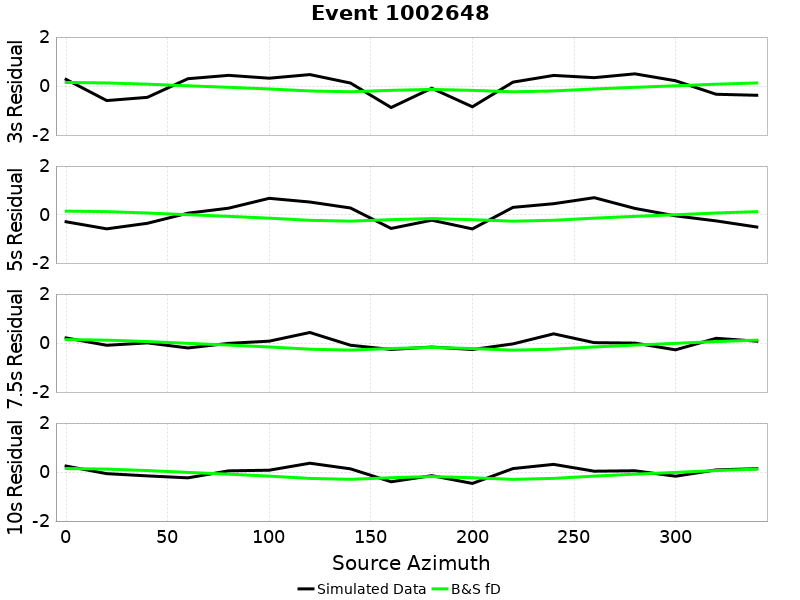 Event 1002648
3s Residual
2
0
-2
5s Residual
2
0
-2
7.5s Residual
2
0
-2
10s Residual
2
0
-2
0 50 100 150 200 250 300
Source Azimuth
Simulated Data B&S fD